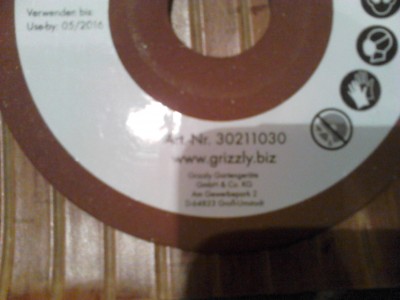 Verwenden bis
Use-by: 05/2016
Art.-Nr. 30211030
www.grizzly.biz
Grizzly Gartengeräte
GmbH & Co. KG
Am Gewerbepark 2
D-64823 Groß-Umstadt